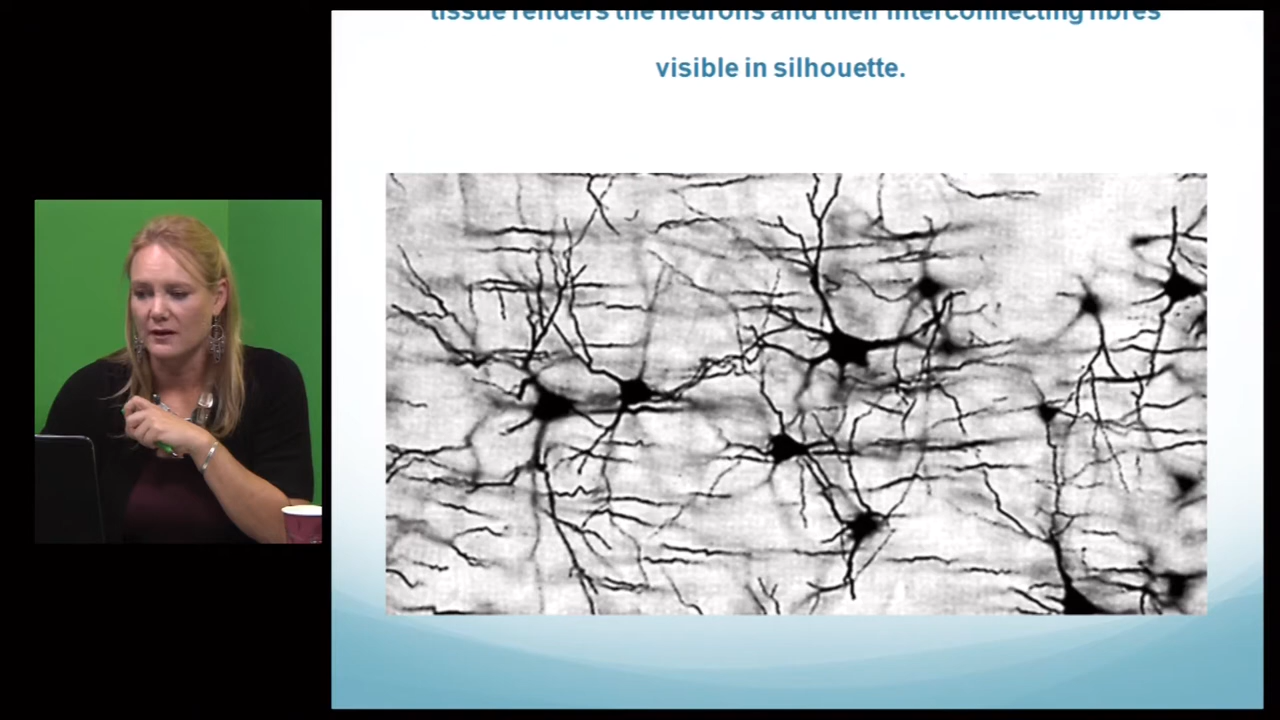 tissue renders the neurons and their interconnecting fibres
visible in silhouette.